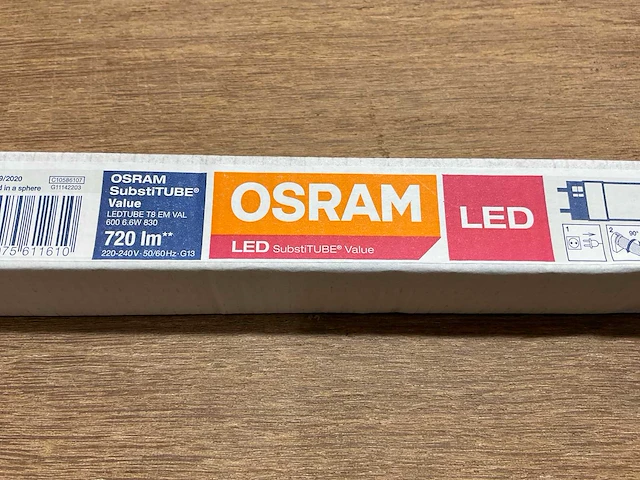 9/2020
d in a sphere
C10586107
G11142203
75 611610
OSRAM
SubstiTUBE®
Value
LEDTUBE T8 EM VAL
600 6.6W 830
720 lm**
220-240V · 50/60Hz · G13
OSRAM
LED SubstiTUBE® Value
LED
1
2
90°